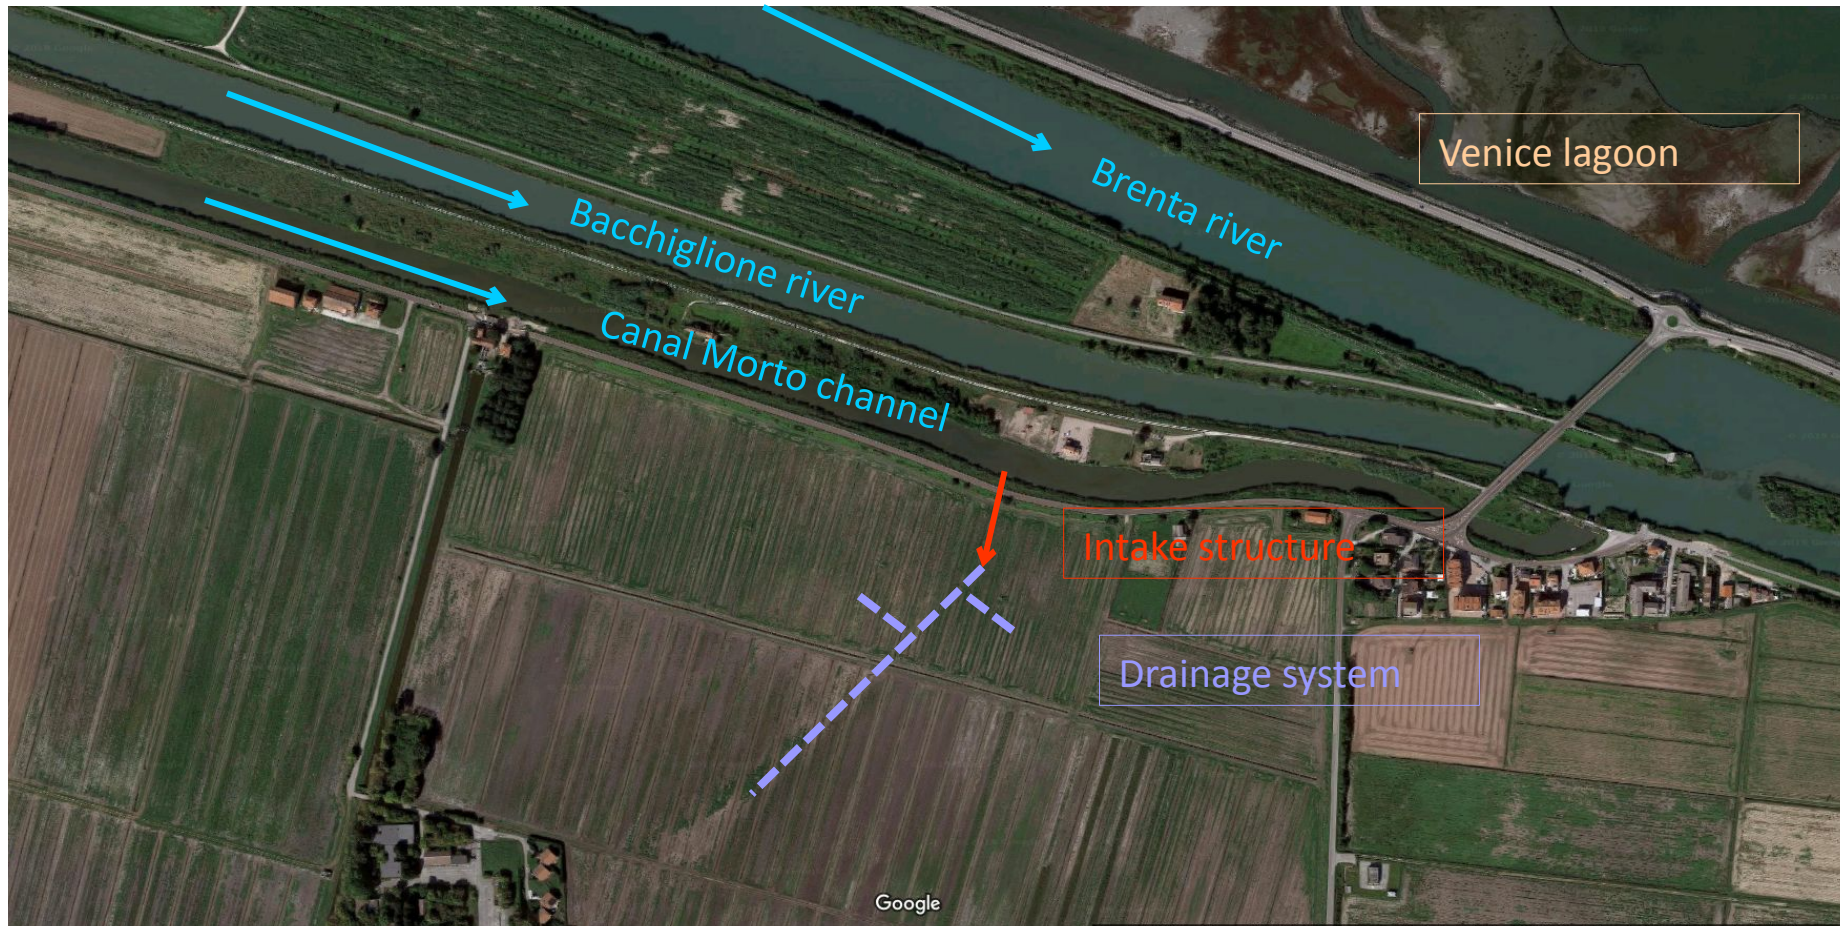 Venice lagoon
Brenta river
Bacchiglione river
Canal Morto channel
Intake structure
Drainage system
Google